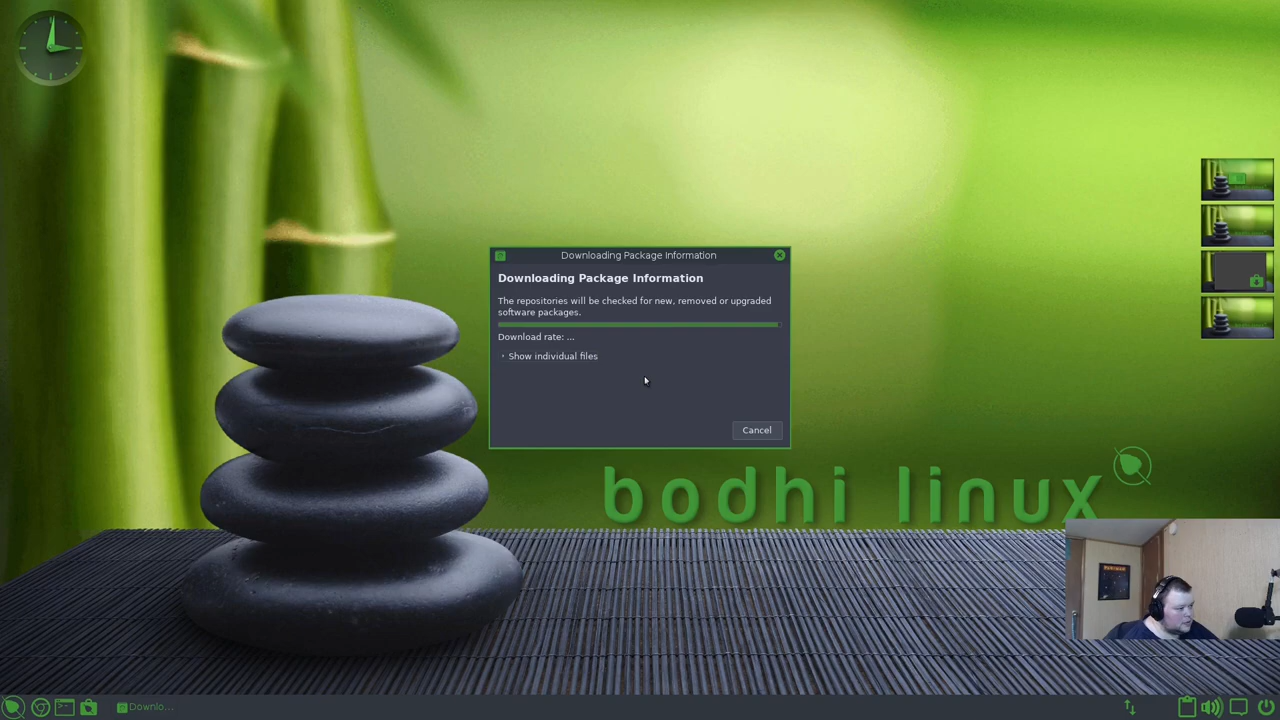 Downloading Package Information
Downloading Package Information
The repositories will be checked for new, removed or upgraded
software packages.
Download rate: ...
Show individual files
Cancel
bodhi linux
Downlo...